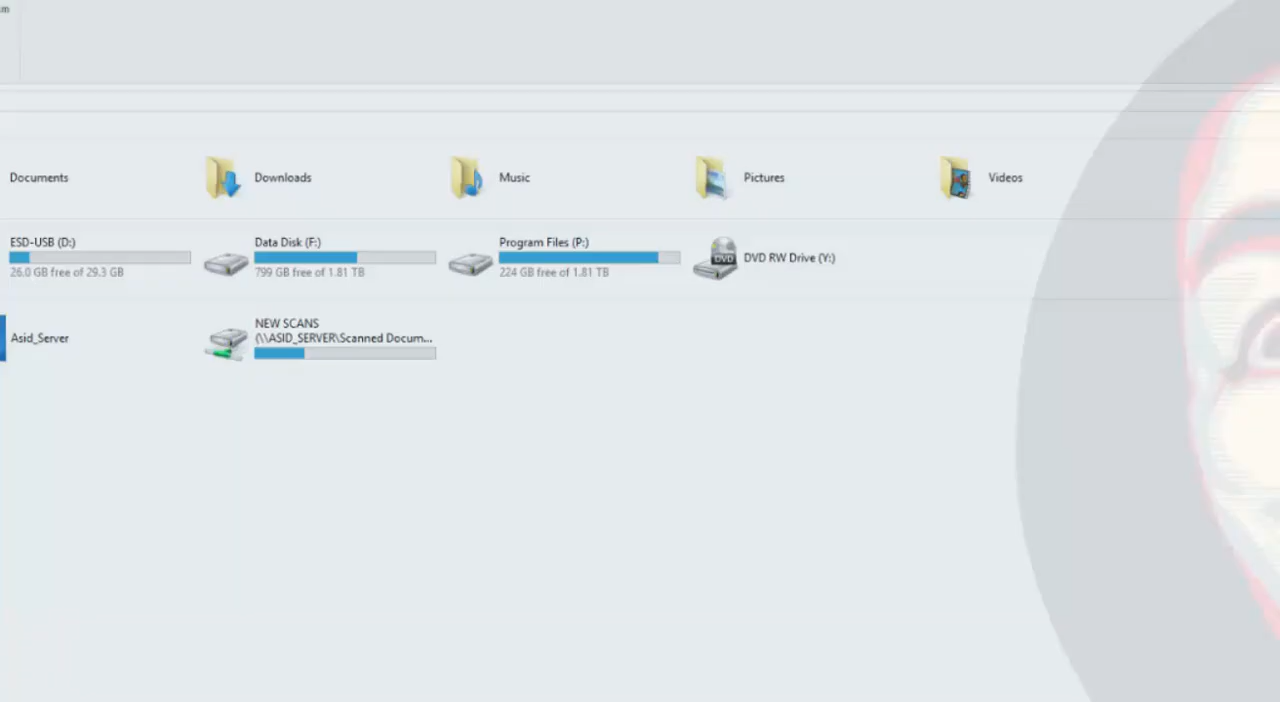 Documents
Downloads
Music
Pictures
Videos
ESD-USB (D:)
26.0 GB free of 29.3 GB
Data Disk (F:)
799 GB free of 1.81 TB
Program Files (P:)
224 GB free of 1.81 TB
DVD
DVD RW Drive (Y:)
Asid_Server
NEW SCANS
(\\ASID_SERVER\Scanned Docum...